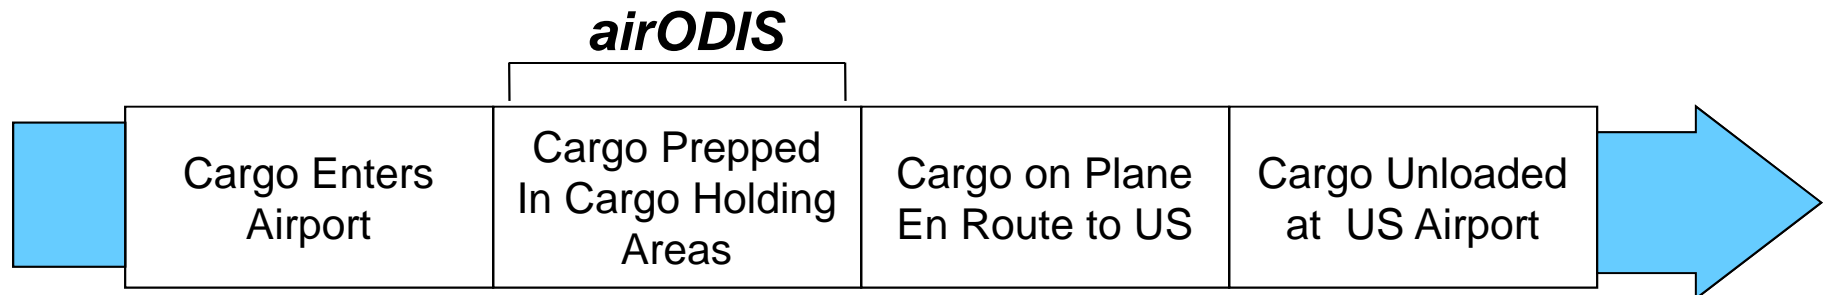 airODIS
Cargo Enters
Airport
Cargo Prepped
In Cargo Holding
Areas
Cargo on Plane
En Route to US
Cargo Unloaded
at  US Airport